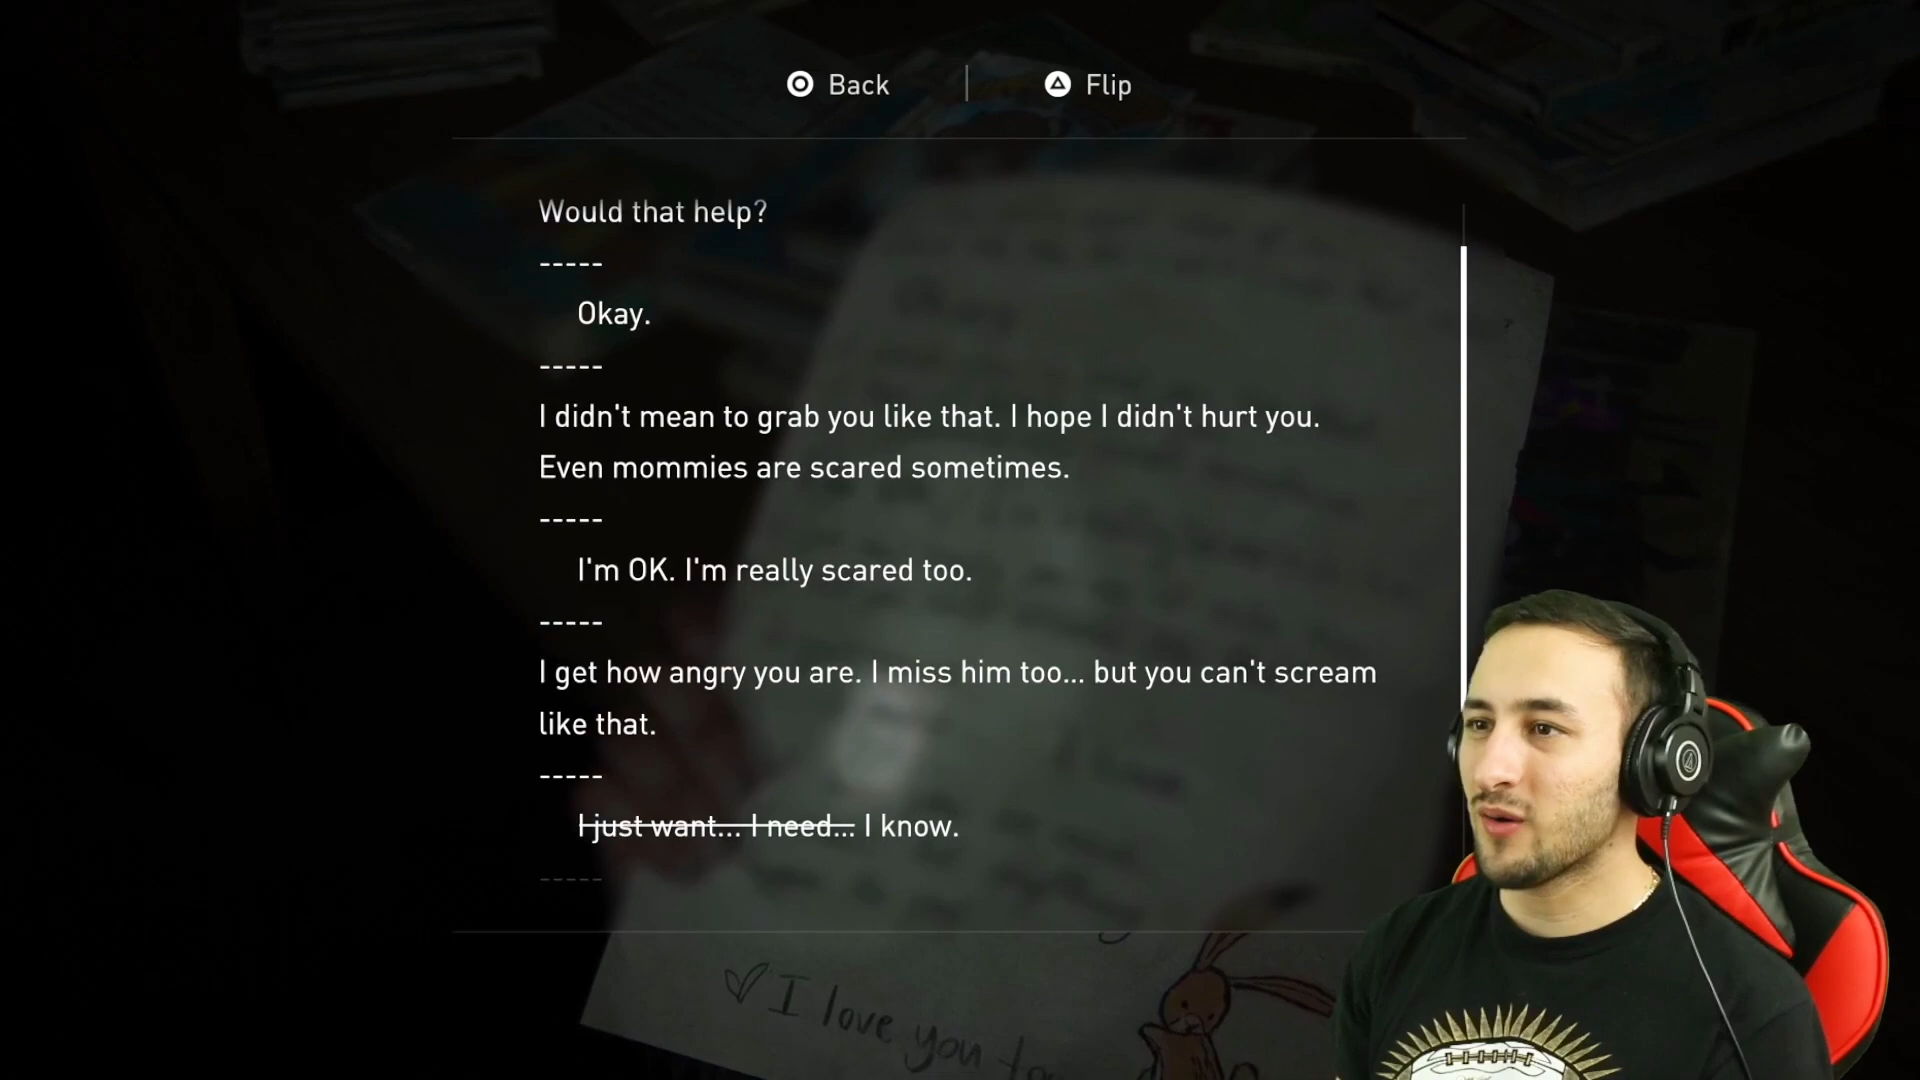 Back | Flip
Would that help?
-----
Okay.
-----
I didn't mean to grab you like that. I hope I didn't hurt you.
Even mommies are scared sometimes.
-----
I'm OK. I'm really scared too.
-----
I get how angry you are. I miss him too... but you can't scream
like that.
-----
I just want... I need... I know.
-----
I love you